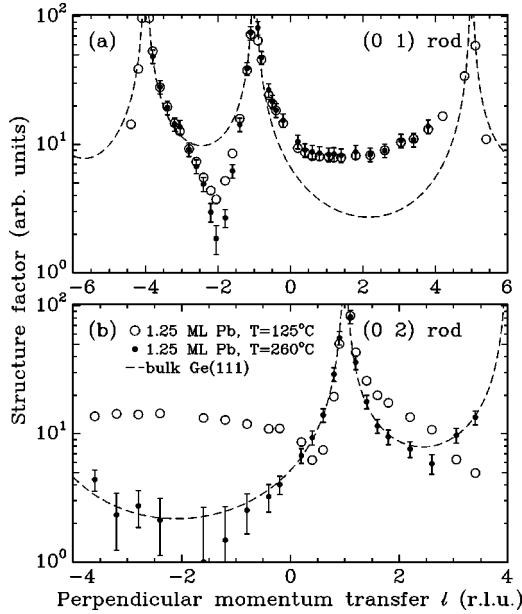 Structure factor (arb. units)
(a)
(0 1) rod
10²
10¹
10⁰
−6 −4 −2 0 2 4 6
(b)
(0 2) rod
1.25 ML Pb, T=125°C
1.25 ML Pb, T=260°C
bulk Ge(111)
10²
10¹
10⁰
−4 −2 0 2 4
Perpendicular momentum transfer l (r.l.u.)